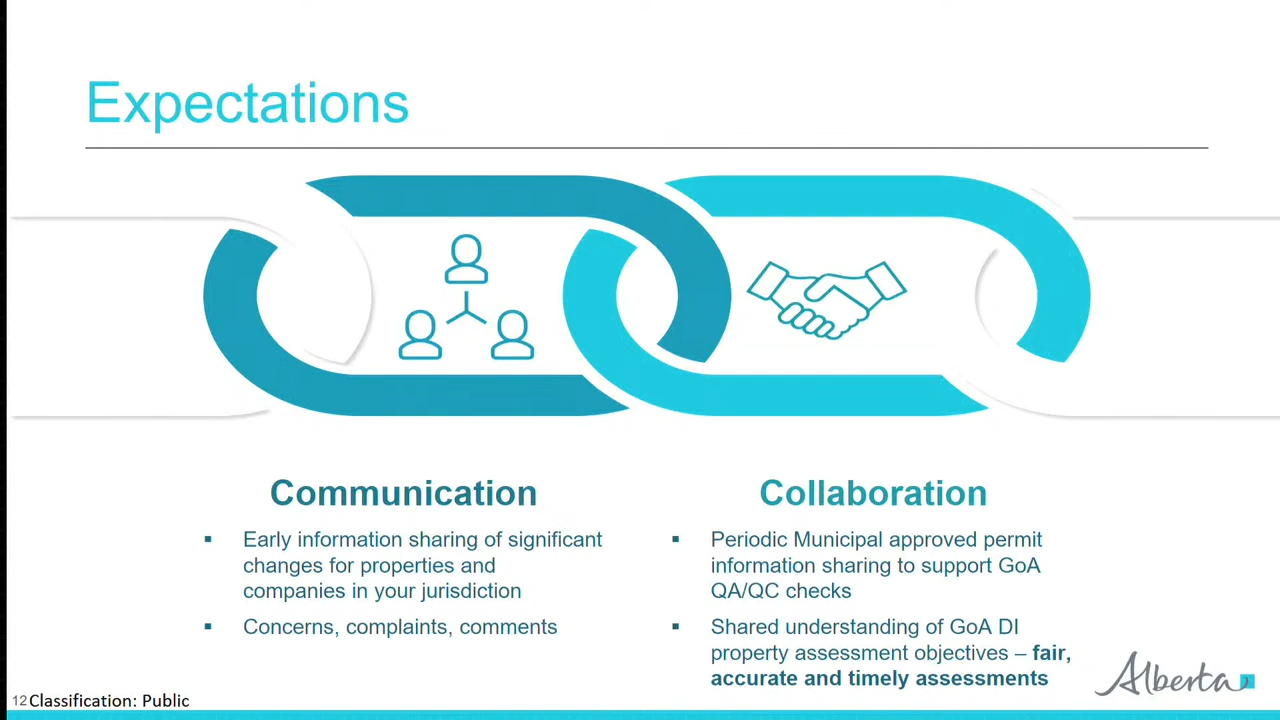 Expectations
Communication
▪ Early information sharing of significant
changes for properties and
companies in your jurisdiction
▪ Concerns, complaints, comments
Collaboration
▪ Periodic Municipal approved permit
information sharing to support GoA
QA/QC checks
▪ Shared understanding of GoA DI
property assessment objectives – fair,
accurate and timely assessments
Alberta
12 Classification: Public